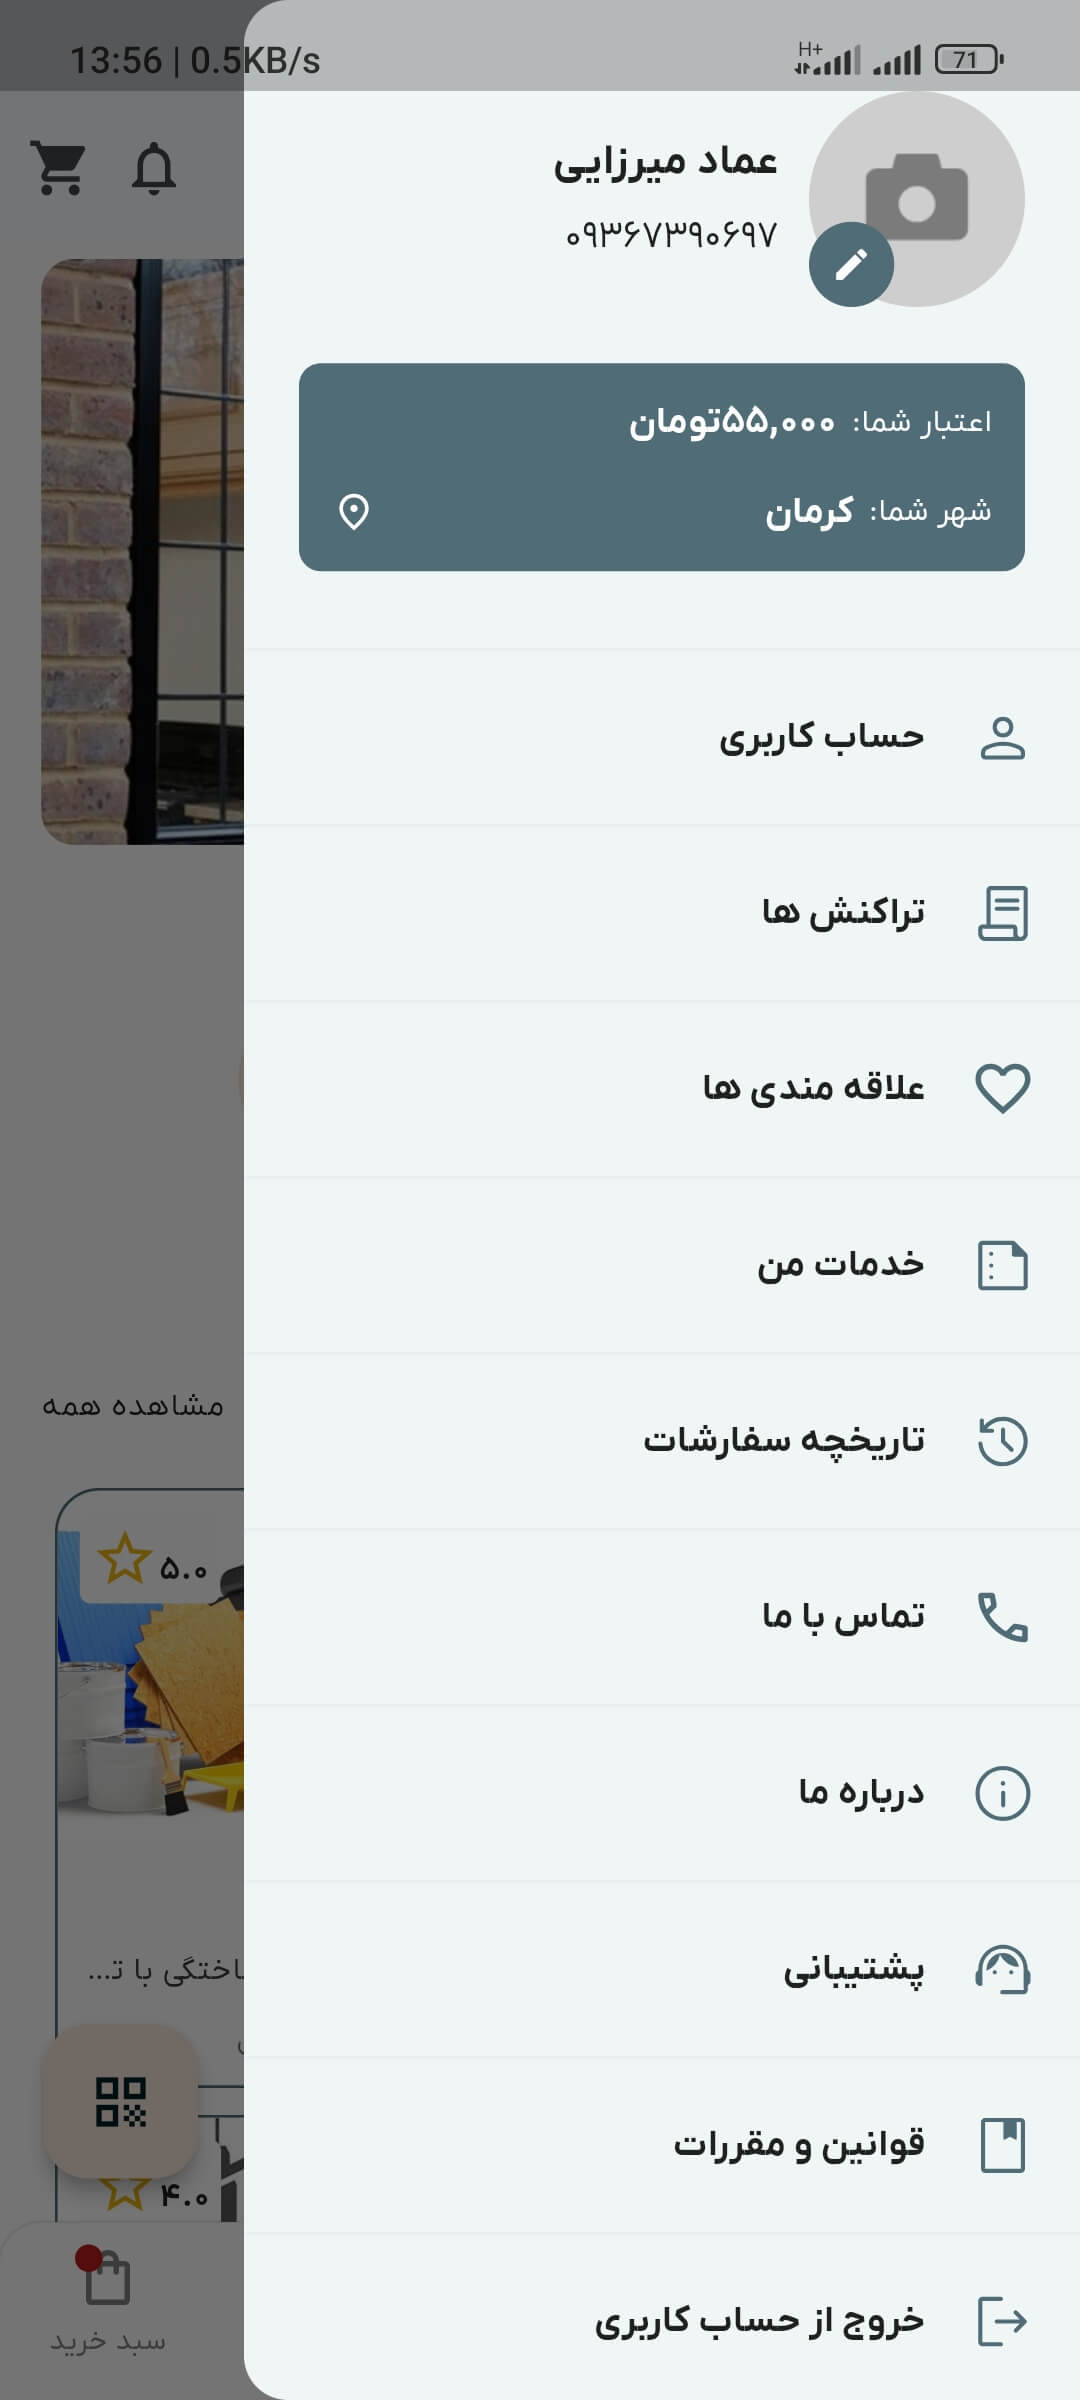 13:56 | 0.5KB/s
H+
71
عماد میرزایی
۰۹۳۶۷۳۹۰۶۹۷
اعتبار شما: ۵۵,۰۰۰تومان
شهر شما: کرمان
حساب کاربری
تراکنش ها
علاقه مندی ها
خدمات من
تاریخچه سفارشات
تماس با ما
درباره ما
پشتیبانی
قوانین و مقررات
خروج از حساب کاربری
مشاهده همه
۵.۰
با ت...
۴.۰
سبد خرید